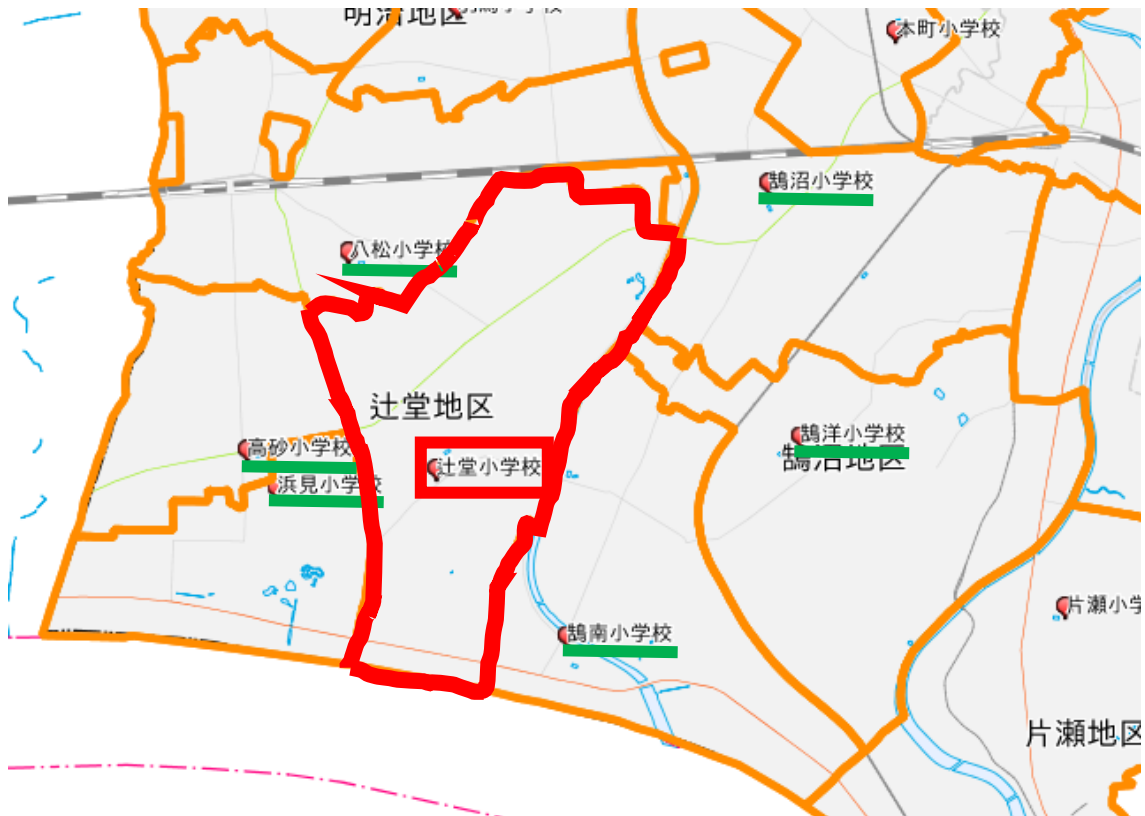 明治地区
本町小学校
鵠沼小学校
八松小学校
辻堂地区
高砂小学校
辻堂小学校
浜見小学校
鵠洋小学校
鵠沼地区
片瀬小学
鵠南小学校
片瀬地区